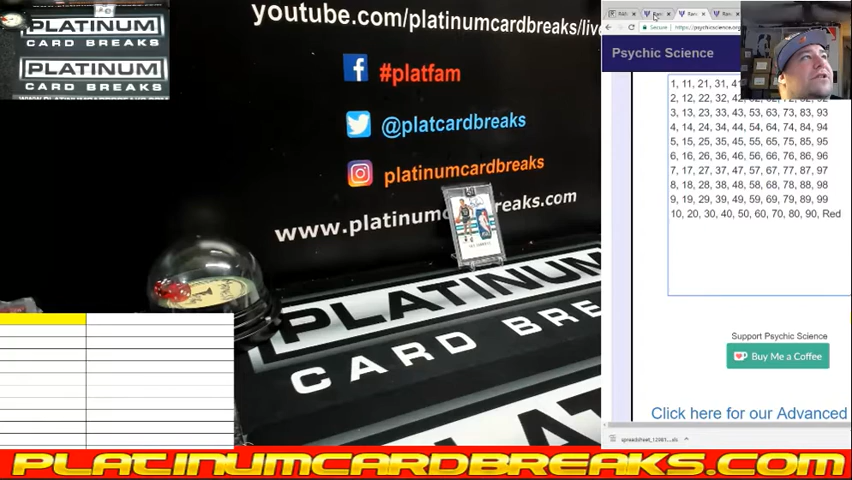 PLATINUM
CARD BREAKS
PLATINUM
CARD BREAKS
youtube.com/platinumcardbreaks/live
#platfam
@platcardbreaks
platinumcardbreaks
www.platinumcardbreaks.com
PLATINUM
CARD BREAKS
Secure
Psychic Science
1, 11, 21, 31, 41
2, 12, 22, 32, 42, 52, 62, 72, 82, 92
3, 13, 23, 33, 43, 53, 63, 73, 83, 93
4, 14, 24, 34, 44, 54, 64, 74, 84, 94
5, 15, 25, 35, 45, 55, 65, 75, 85, 95
6, 16, 26, 36, 46, 56, 66, 76, 86, 96
7, 17, 27, 37, 47, 57, 67, 77, 87, 97
8, 18, 28, 38, 48, 58, 68, 78, 88, 98
9, 19, 29, 39, 49, 59, 69, 79, 89, 99
10, 20, 30, 40, 50, 60, 70, 80, 90, Red
Support Psychic Science
Buy Me a Coffee
Click here for our Advanced
PLATINUMCARDBREAKS.COM